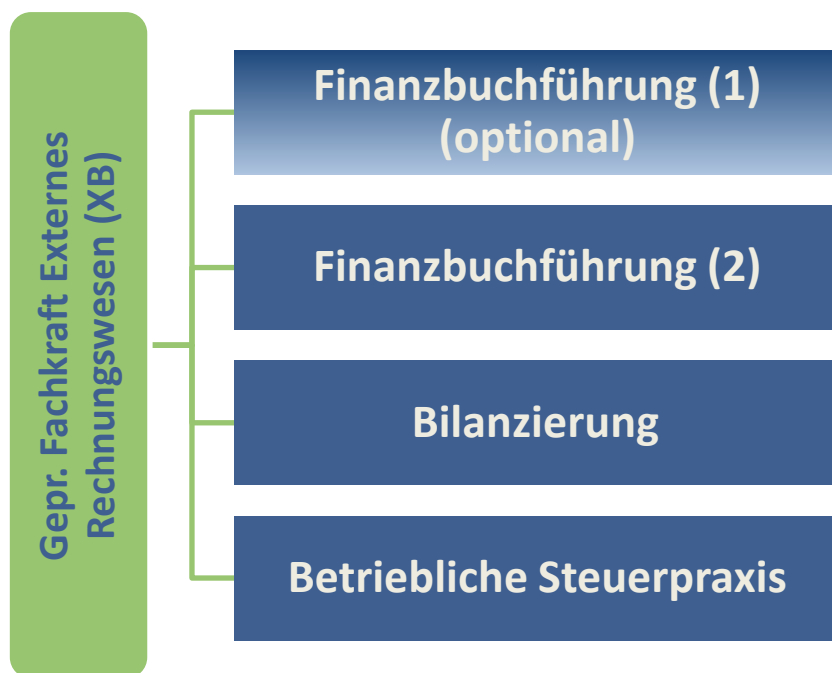 Gepr. Fachkraft Externes
Rechnungswesen (XB)
Finanzbuchführung (1)
(optional)
Finanzbuchführung (2)
Bilanzierung
Betriebliche Steuerpraxis